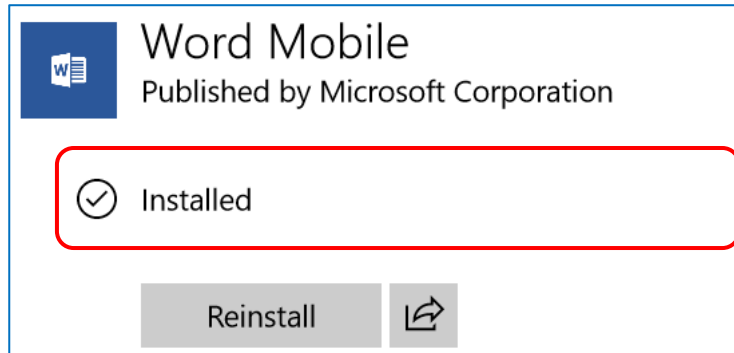 Word Mobile
W
Published by Microsoft Corporation
Installed
Reinstall